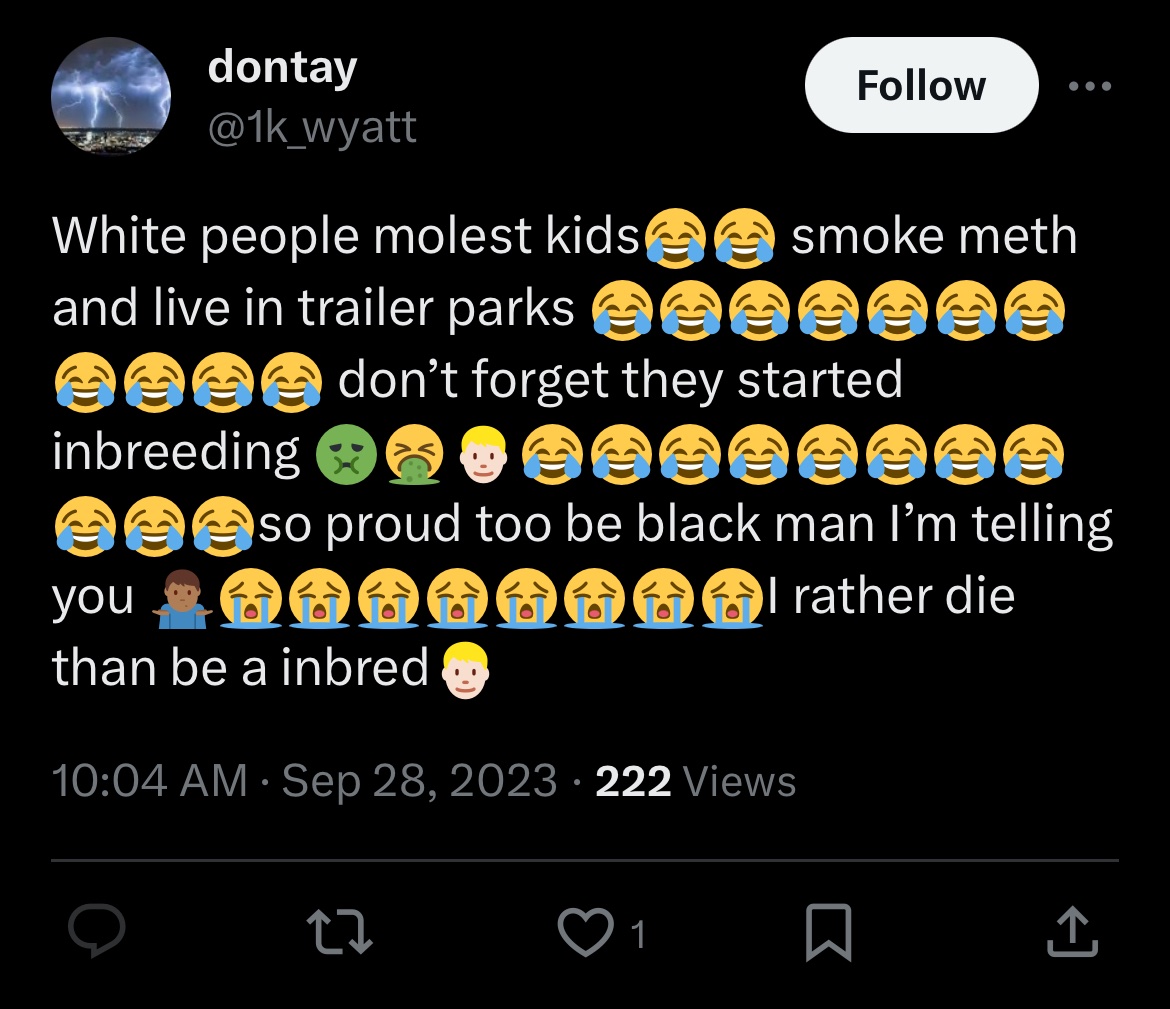 dontay
@1k_wyatt
Follow
White people molest kids😂😂 smoke meth
and live in trailer parks 😂😂😂😂😂😂😂
😂😂😂😂 don’t forget they started
inbreeding 🤢🤮👱🏻‍♂️😂😂😂😂😂😂😂😂
😂😂😂so proud too be black man I’m telling
you 🤷🏾‍♂️😭😭😭😭😭😭😭😭I rather die
than be a inbred👱🏻‍♂️
10:04 AM · Sep 28, 2023 · 222 Views
1